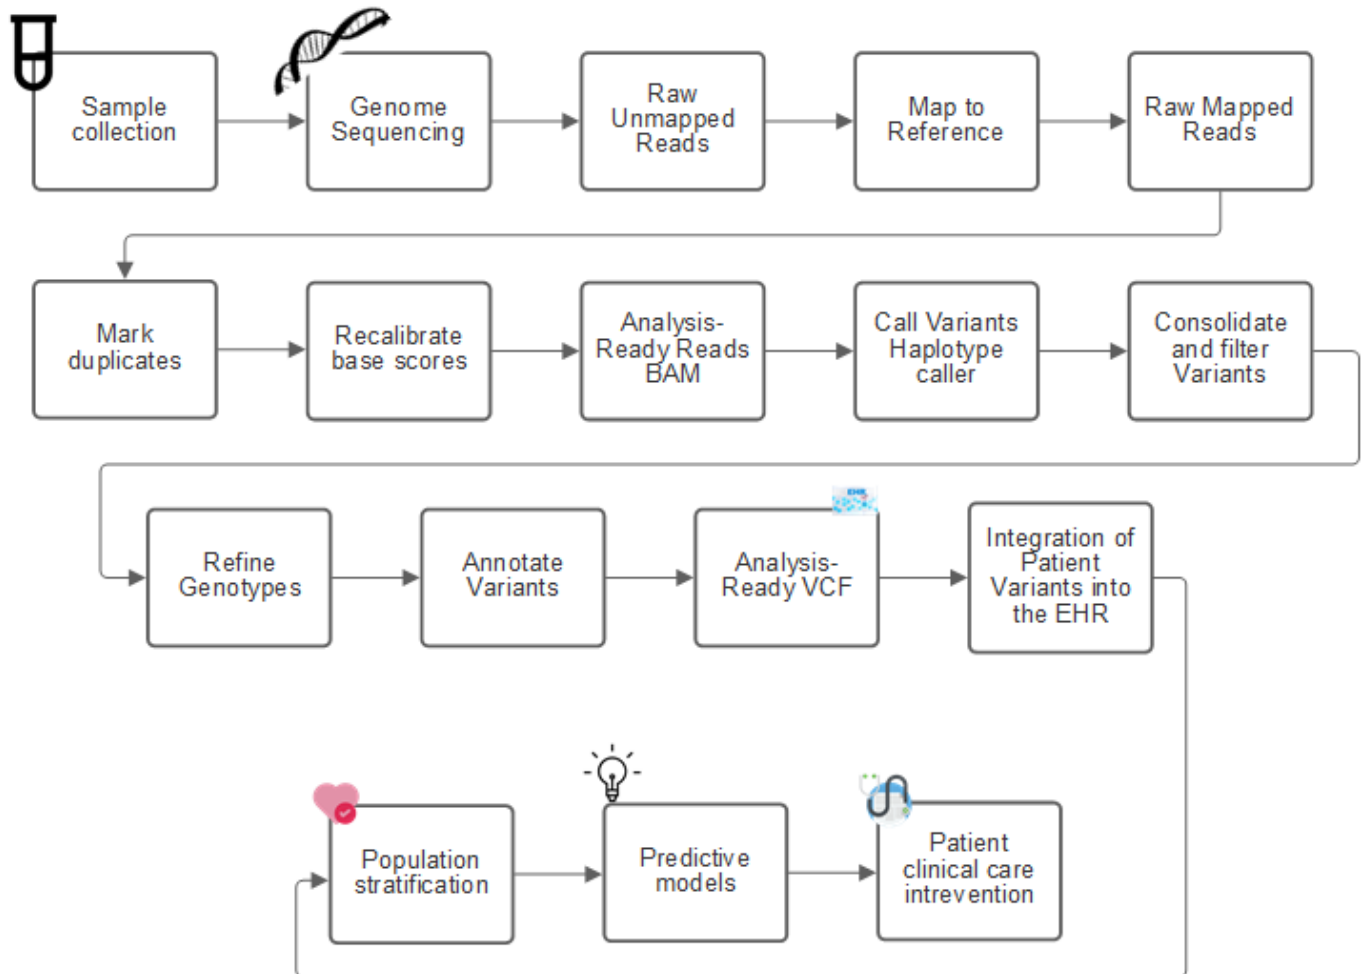 Sample
collection
Genome
Sequencing
Raw
Unmapped
Reads
Map to
Reference
Raw Mapped
Reads
Mark
duplicates
Recalibrate
base scores
Analysis-
Ready Reads
BAM
Call Variants
Haplotype
caller
Consolidate
and filter
Variants
Refine
Genotypes
Annotate
Variants
EHR
Analysis-
Ready VCF
Integration of
Patient
Variants into
the EHR
Population
stratification
Predictive
models
Patient
clinical care
intrevention